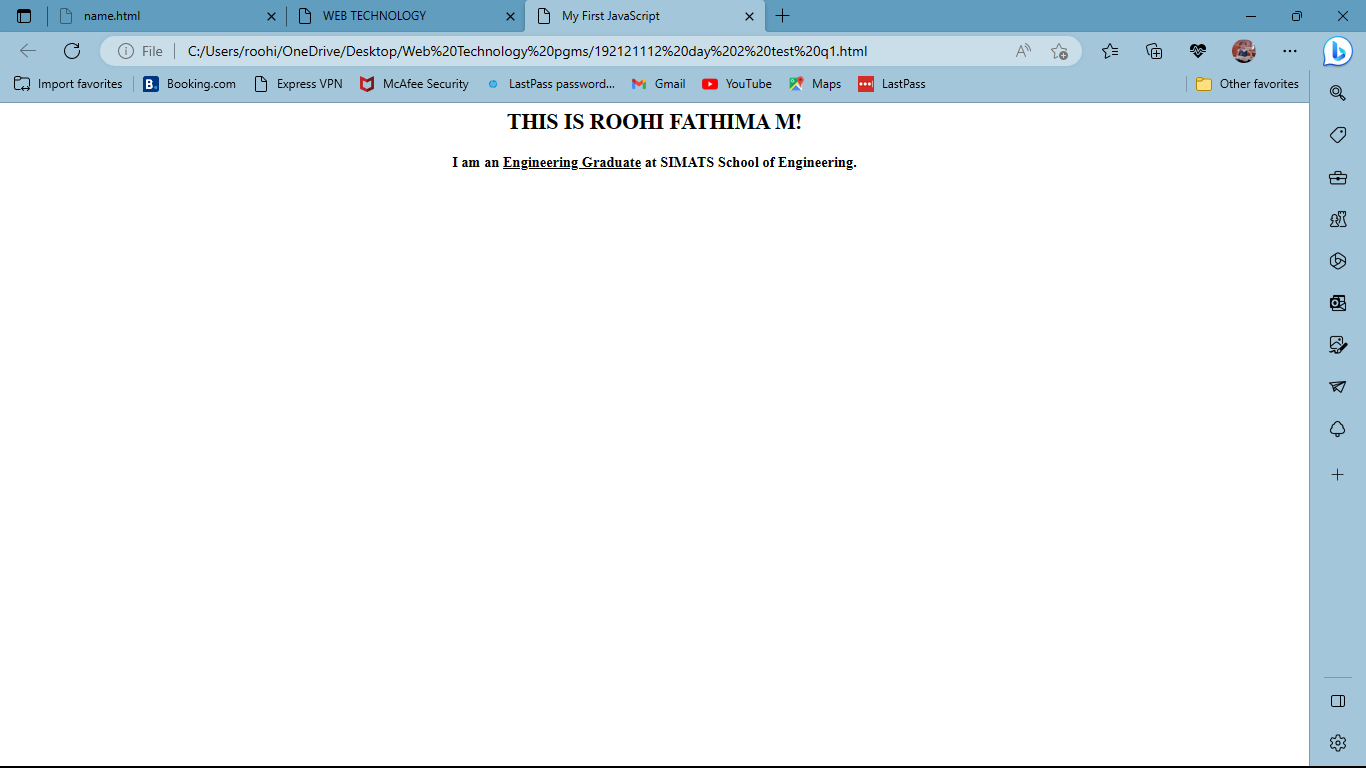 name.html
WEB TECHNOLOGY
My First JavaScript
File
C:/Users/roohi/OneDrive/Desktop/Web%20Technology%20pgms/192121112%20day%202%20test%20q1.html
Import favorites
B. Booking.com
Express VPN
McAfee Security
LastPass password...
Gmail
YouTube
Maps
LastPass
Other favorites
THIS IS ROOHI FATHIMA M!
I am an Engineering Graduate at SIMATS School of Engineering.